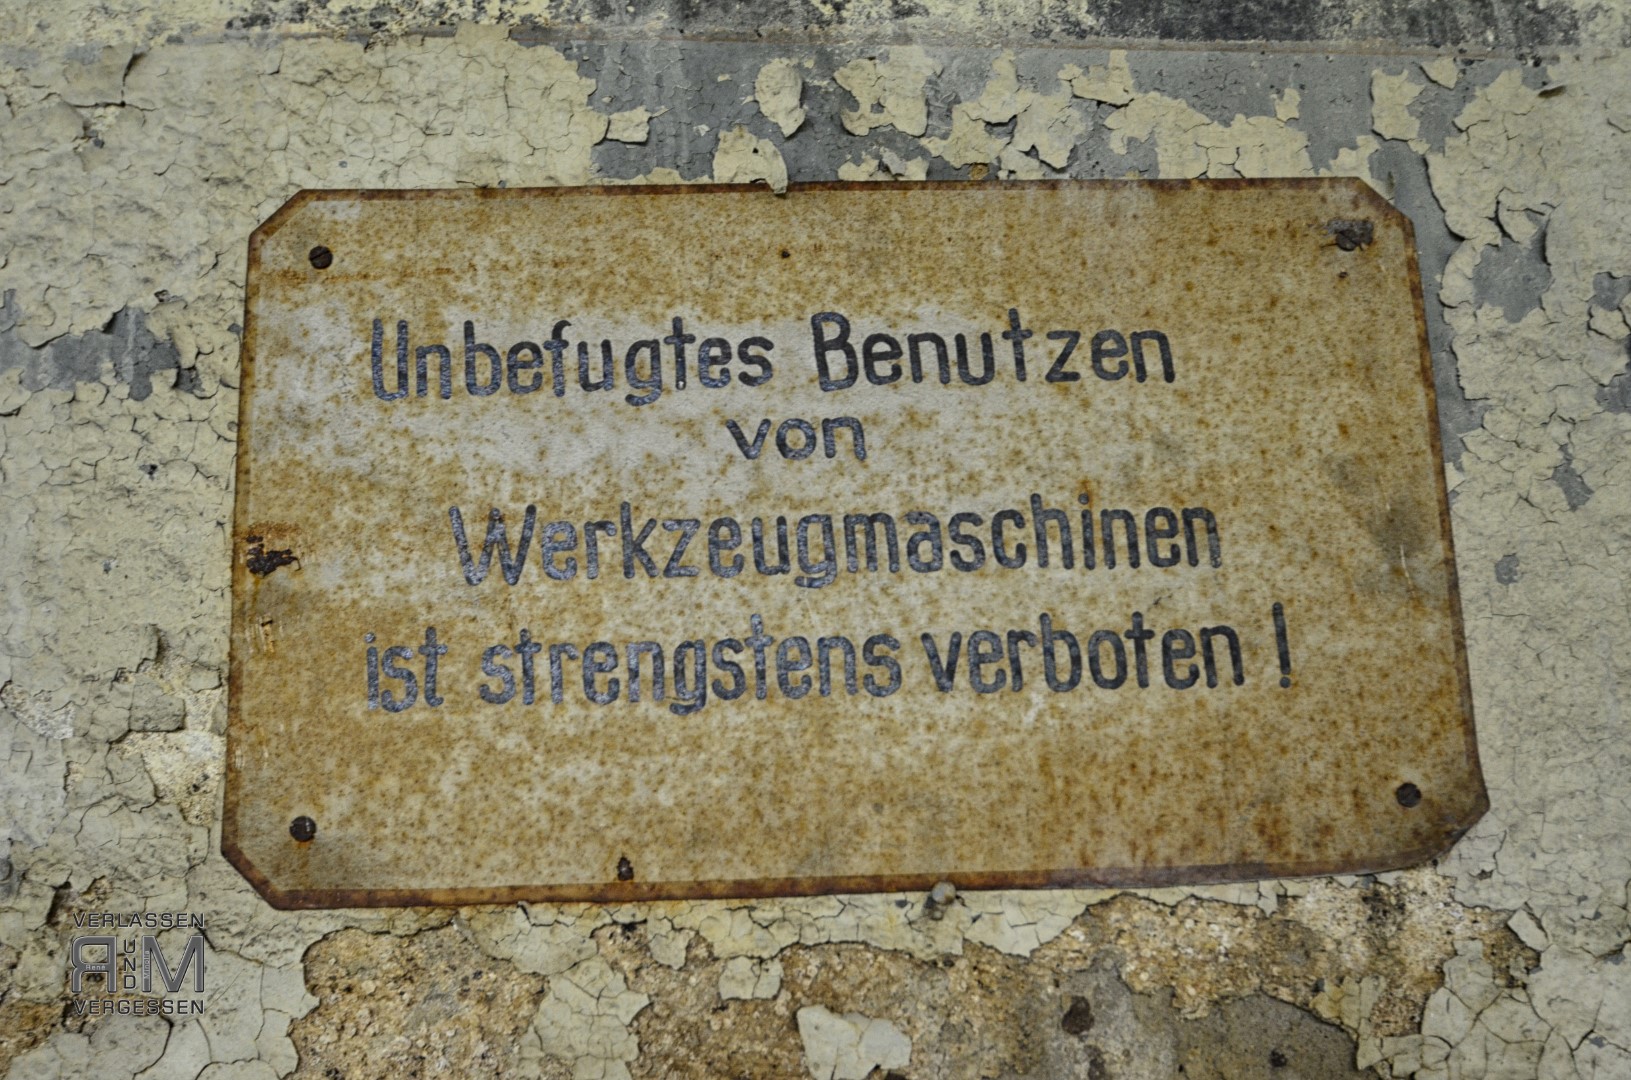 Unbefugtes Benutzen
von
Werkzeugmaschinen
ist strengstens verboten !
VERLASSEN
UND
VERGESSEN